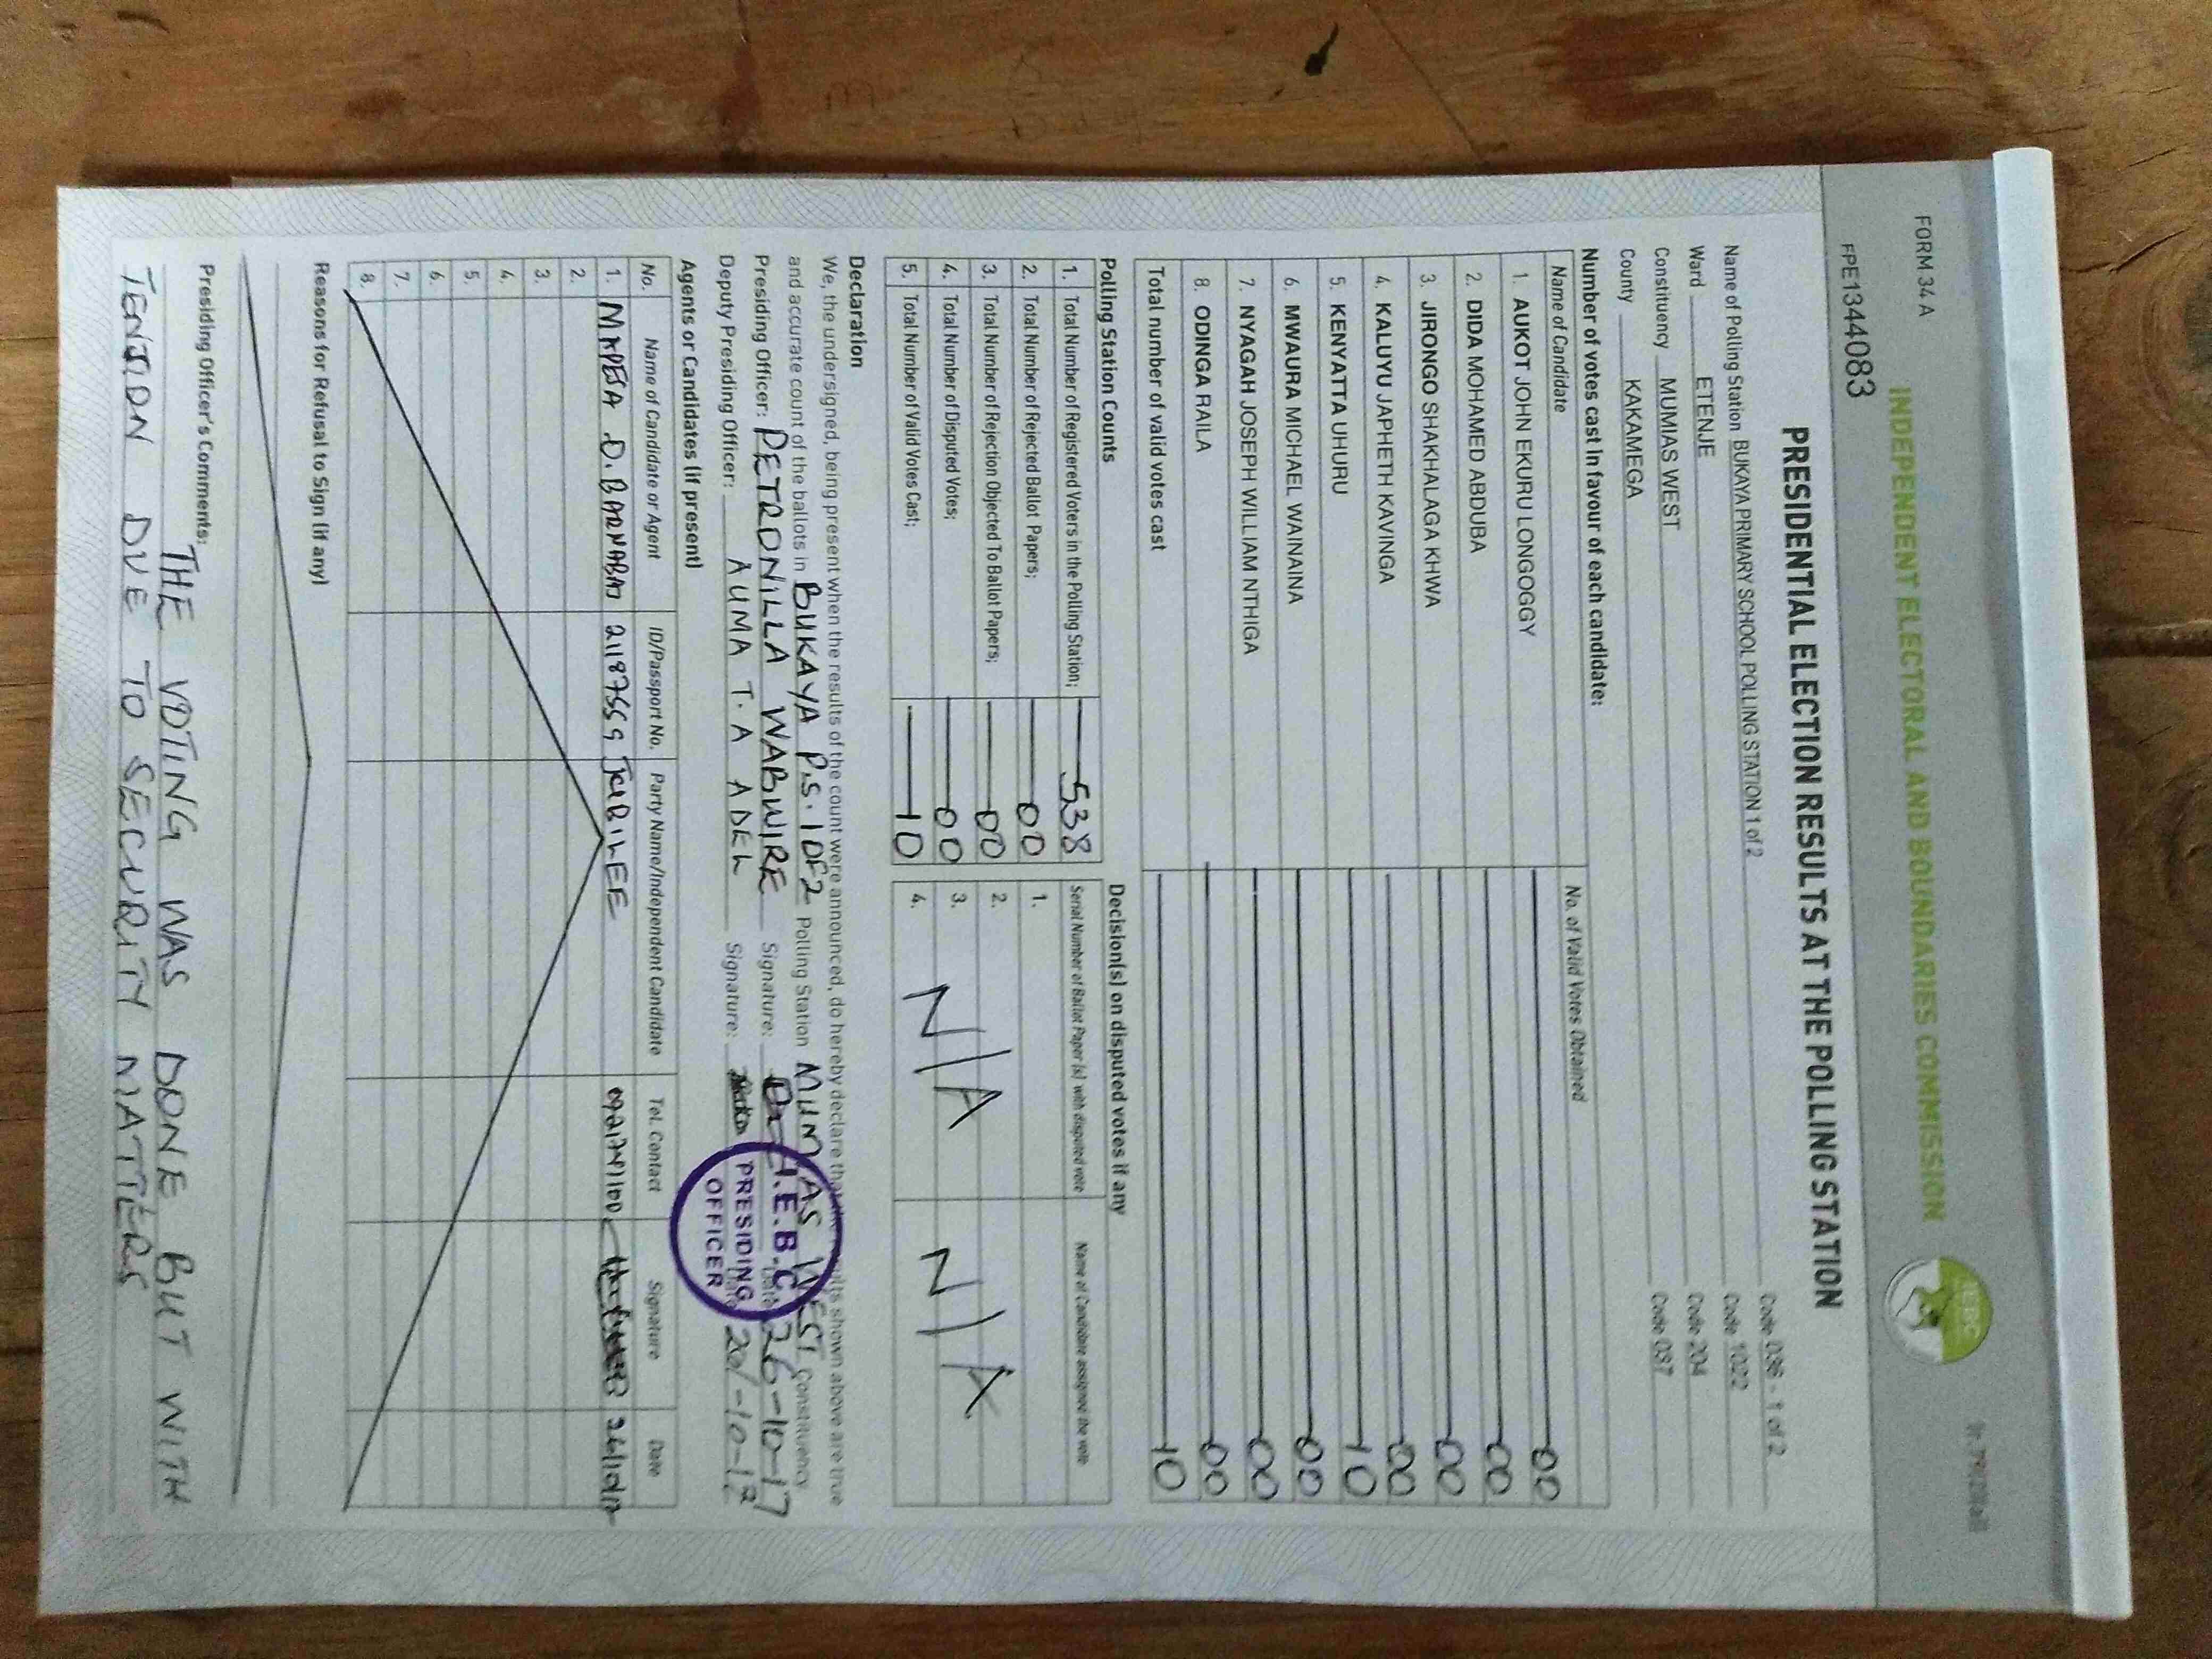 FORM 34 A
INDEPENDENT ELECTORAL AND BOUNDARIES COMMISSION
IEBC
FPE1344083
PRESIDENTIAL ELECTION RESULTS AT THE POLLING STATION
Name of Polling Station BUKAYA PRIMARY SCHOOL POLLING STATION 1 of 2 Code 036 - 1 of 2
Ward ETENJE Code 1022
Constituency MUMIAS WEST Code 204
County KAKAMEGA Code 037
Number of votes cast in favour of each candidate:
Name of Candidate No. of Valid Votes Obtained
1. AUKOT JOHN EKURU LONGOGGY 00
2. DIDA MOHAMED ABDUBA 00
3. JIRONGO SHAKHALAGA KHWA 00
4. KALUYU JAPHETH KAVINGA 00
5. KENYATTA UHURU 10
6. MWAURA MICHAEL WAINAINA 00
7. NYAGAH JOSEPH WILLIAM NTHIGA 00
8. ODINGA RAILA 00
Total number of valid votes cast 10
Polling Station Counts
1. Total Number of Registered Voters in the Polling Station; 538
2. Total Number of Rejected Ballot Papers; 00
3. Total Number of Rejection Objected To Ballot Papers; 00
4. Total Number of Disputed Votes; 00
5. Total Number of Valid Votes Cast; 10
Decision(s) on disputed votes if any
Serial Number of Ballot Paper (s) with disputed vote Name of Candidate assigned the vote
1.
2.
3. N/A N/A
4.
Declaration
We, the undersigned, being present when the results of the count were announced, do hereby declare that the results shown above are true
and accurate count of the ballots in BUKAYA P.S. 1 OF 2 Polling Station MUMIAS WEST Constituency
Presiding Officer: PETRONILLA WABWIRE Signature: Date 26-10-17
Deputy Presiding Officer: AUMA T. A ADEL Signature: Date
I.E.B.C
PRESIDING
OFFICER
Agents or Candidates (if present)
No. Name of Candidate or Agent ID/Passport No. Party Name/Independent Candidate Tel. Contact Signature Date
1. D. BARNABAS 21875559 JUBILEE
2.
3.
4.
5.
6.
7.
8.
Reasons for Refusal to Sign (if any)
Presiding Officer's Comments:
THE VOTING WAS DONE BUT WITH
TENSION DUE TO SECURITY MATTERS